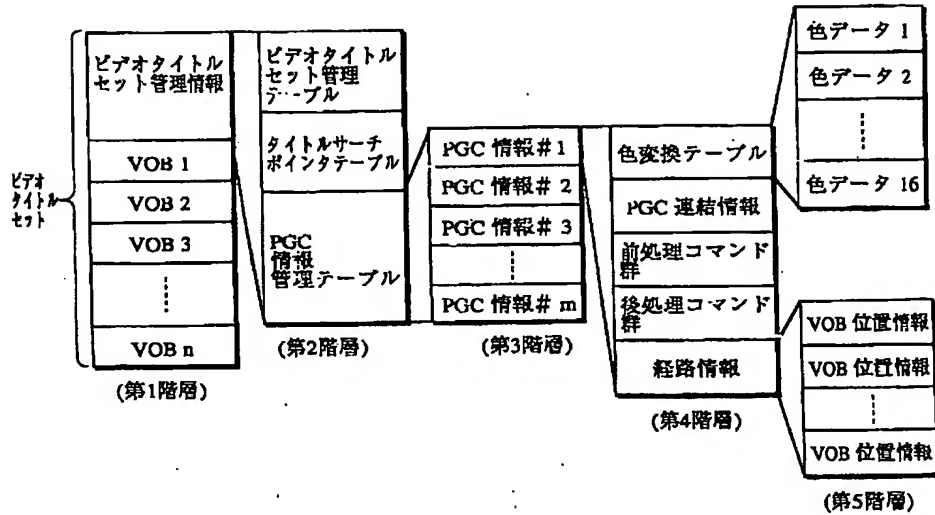 ビデオ
タイトル
セット
ビデオタイトル
セット管理情報
VOB 1
VOB 2
VOB 3
VOB n
(第1階層)
ビデオタイトル
セット管理
テーブル
タイトルサーチ
ポインタテーブル
PGC
情報
管理テーブル
(第2階層)
PGC 情報# 1
PGC 情報# 2
PGC 情報# 3
PGC 情報# m
(第3階層)
色変換テーブル
PGC 連結情報
前処理コマンド
群
後処理コマンド
群
経路情報
(第4階層)
色データ 1
色データ 2
色データ 16
VOB 位置情報
VOB 位置情報
VOB 位置情報
(第5階層)